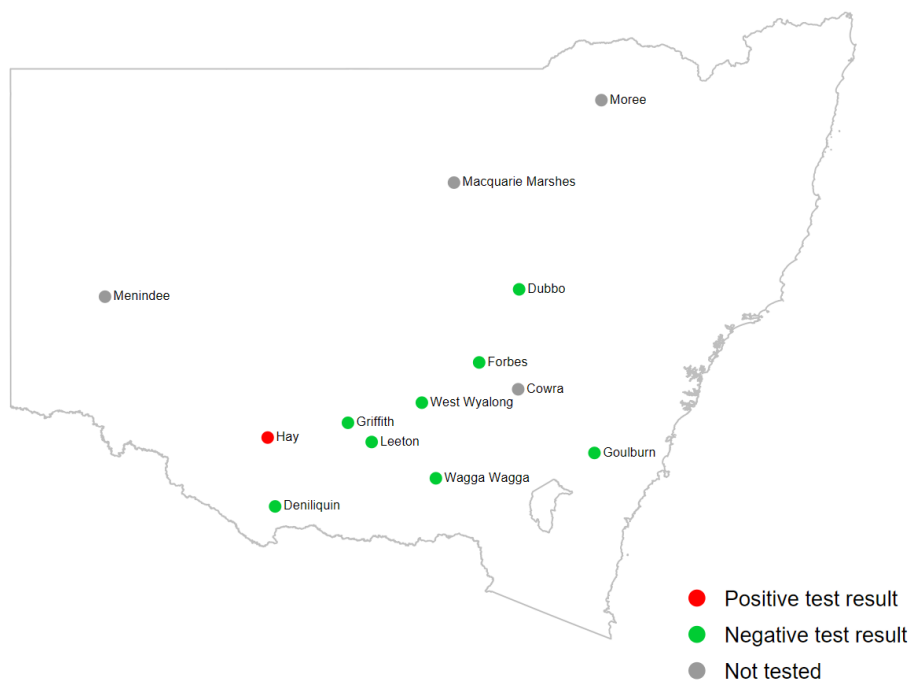 Moree
Macquarie Marshes
Dubbo
Menindee
Forbes
Cowra
West Wyalong
Griffith
Hay
Leeton
Goulburn
Wagga Wagga
Deniliquin
Positive test result
Negative test result
Not tested